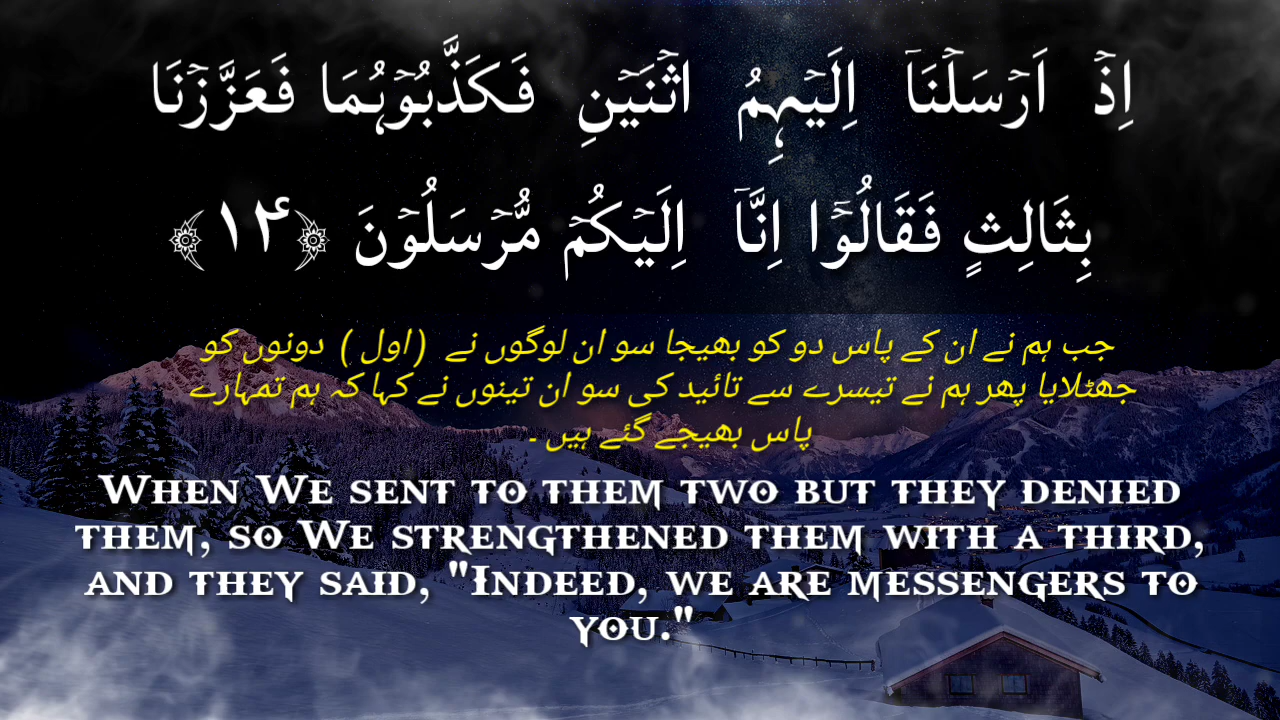 اِذۡ اَرۡسَلۡنَاۤ اِلَيۡہِمُ اثۡنَيۡنِ فَكَذَّبُوۡہُمَا فَعَزَّزۡنَا
بِثَالِثٍ فَقَالُوۡۤا اِنَّاۤ اِلَيۡكُمۡ مُّرۡسَلُوۡنَ ﴿۱۴﴾
جب ہم نے ان کے پاس دو کو بھیجا سو ان لوگوں نے ( اول ) دونوں کو
جھٹلایا پھر ہم نے تیسرے سے تائید کی سو ان تینوں نے کہا کہ ہم تمہارے
پاس بھیجے گئے ہیں ۔
When We sent to them two but they denied
them, so We strengthened them with a third,
and they said, "Indeed, we are messengers to
you."